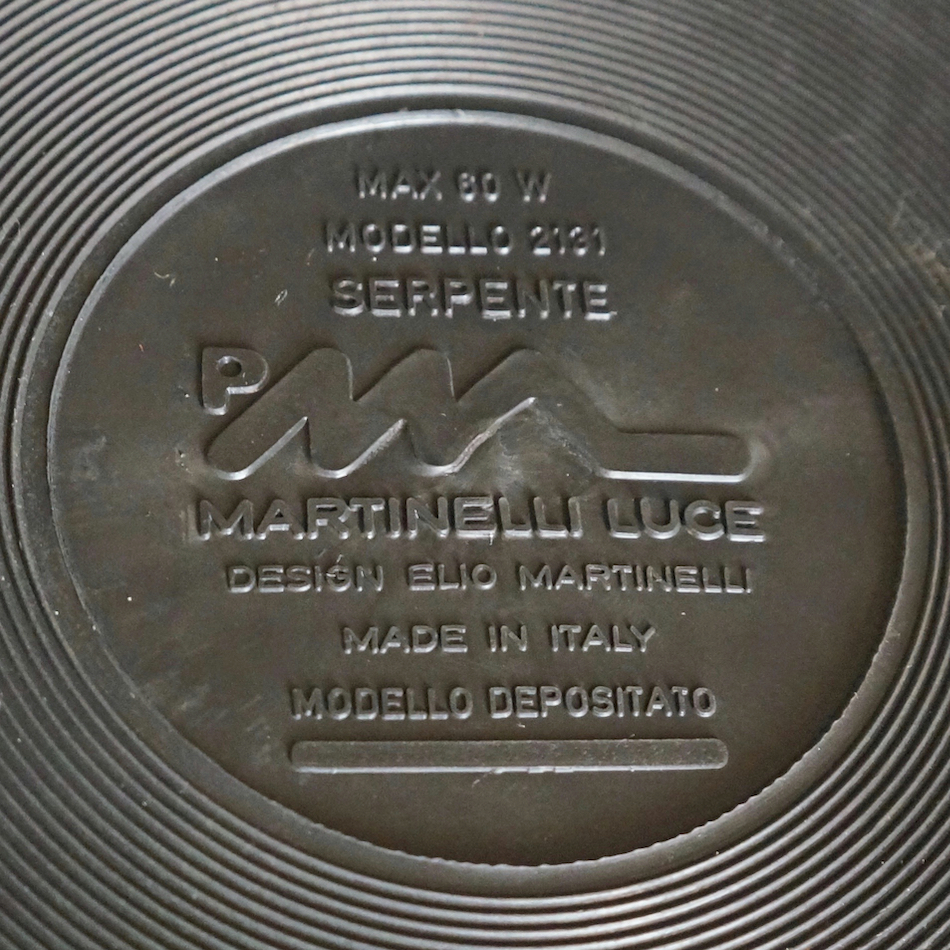 MAX 60 W
MODELLO 2131
SERPENTE
P
MARTINELLI LUCE
DESIGN ELIO MARTINELLI
MADE IN ITALY
MODELLO DEPOSITATO